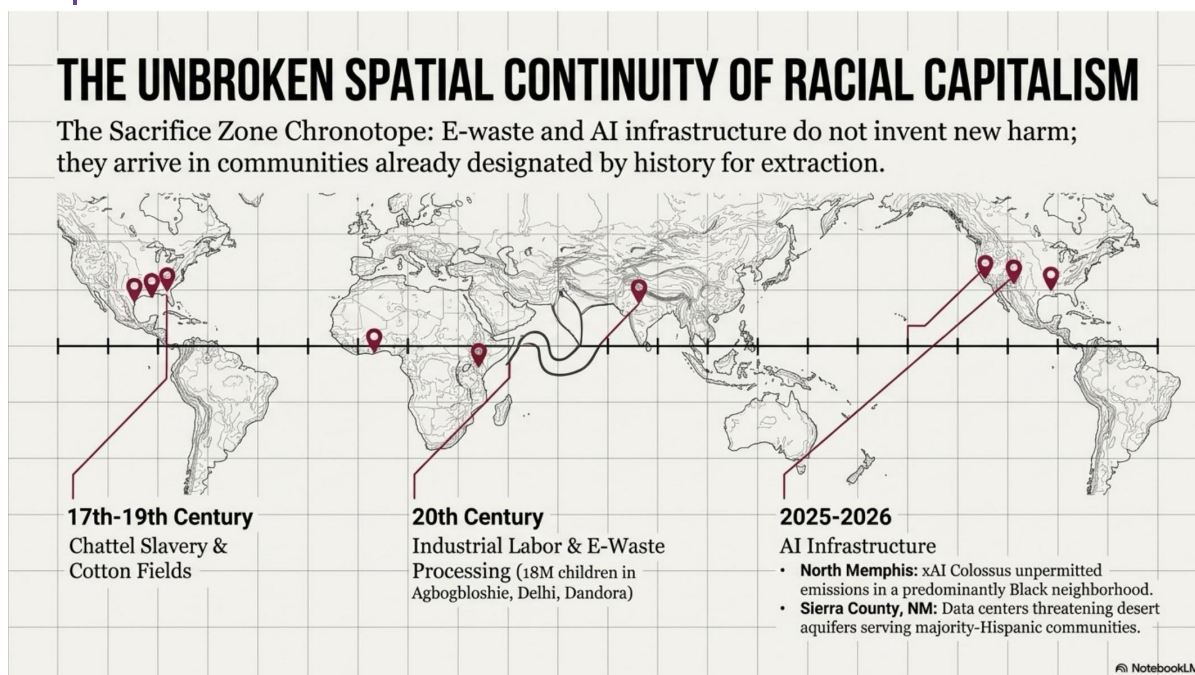 THE UNBROKEN SPATIAL CONTINUITY OF RACIAL CAPITALISM
The Sacrifice Zone Chronotope: E-waste and AI infrastructure do not invent new harm;
they arrive in communities already designated by history for extraction.
17th-19th Century
Chattel Slavery &
Cotton Fields
20th Century
Industrial Labor & E-Waste
Processing (18M children in
Agbogbloshie, Delhi, Dandora)
2025-2026
AI Infrastructure
• North Memphis: xAI Colossus unpermitted
emissions in a predominantly Black neighborhood.
• Sierra County, NM: Data centers threatening desert
aquifers serving majority-Hispanic communities.
NotebookLM